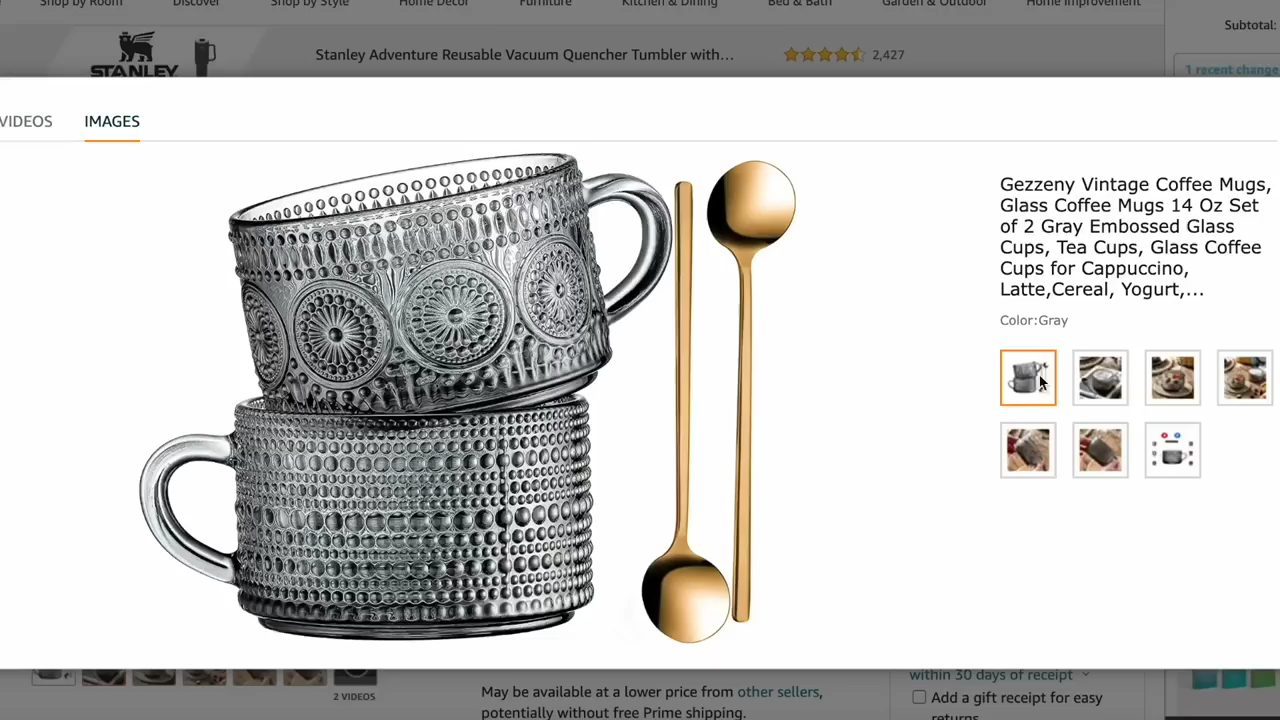 Shop by Room Discover Shop by Style Home Décor Furniture Kitchen & Dining Bed & Bath Garden & Outdoor Home Improvement
Subtotal:
STANLEY
Stanley Adventure Reusable Vacuum Quencher Tumbler with…
2,427
1 recent change
VIDEOS
IMAGES
Gezzeny Vintage Coffee Mugs,
Glass Coffee Mugs 14 Oz Set
of 2 Gray Embossed Glass
Cups, Tea Cups, Glass Coffee
Cups for Cappuccino,
Latte,Cereal, Yogurt,…
Color:Gray
2 VIDEOS
May be available at a lower price from other sellers,
potentially without free Prime shipping.
within 30 days of receipt
Add a gift receipt for easy
returns